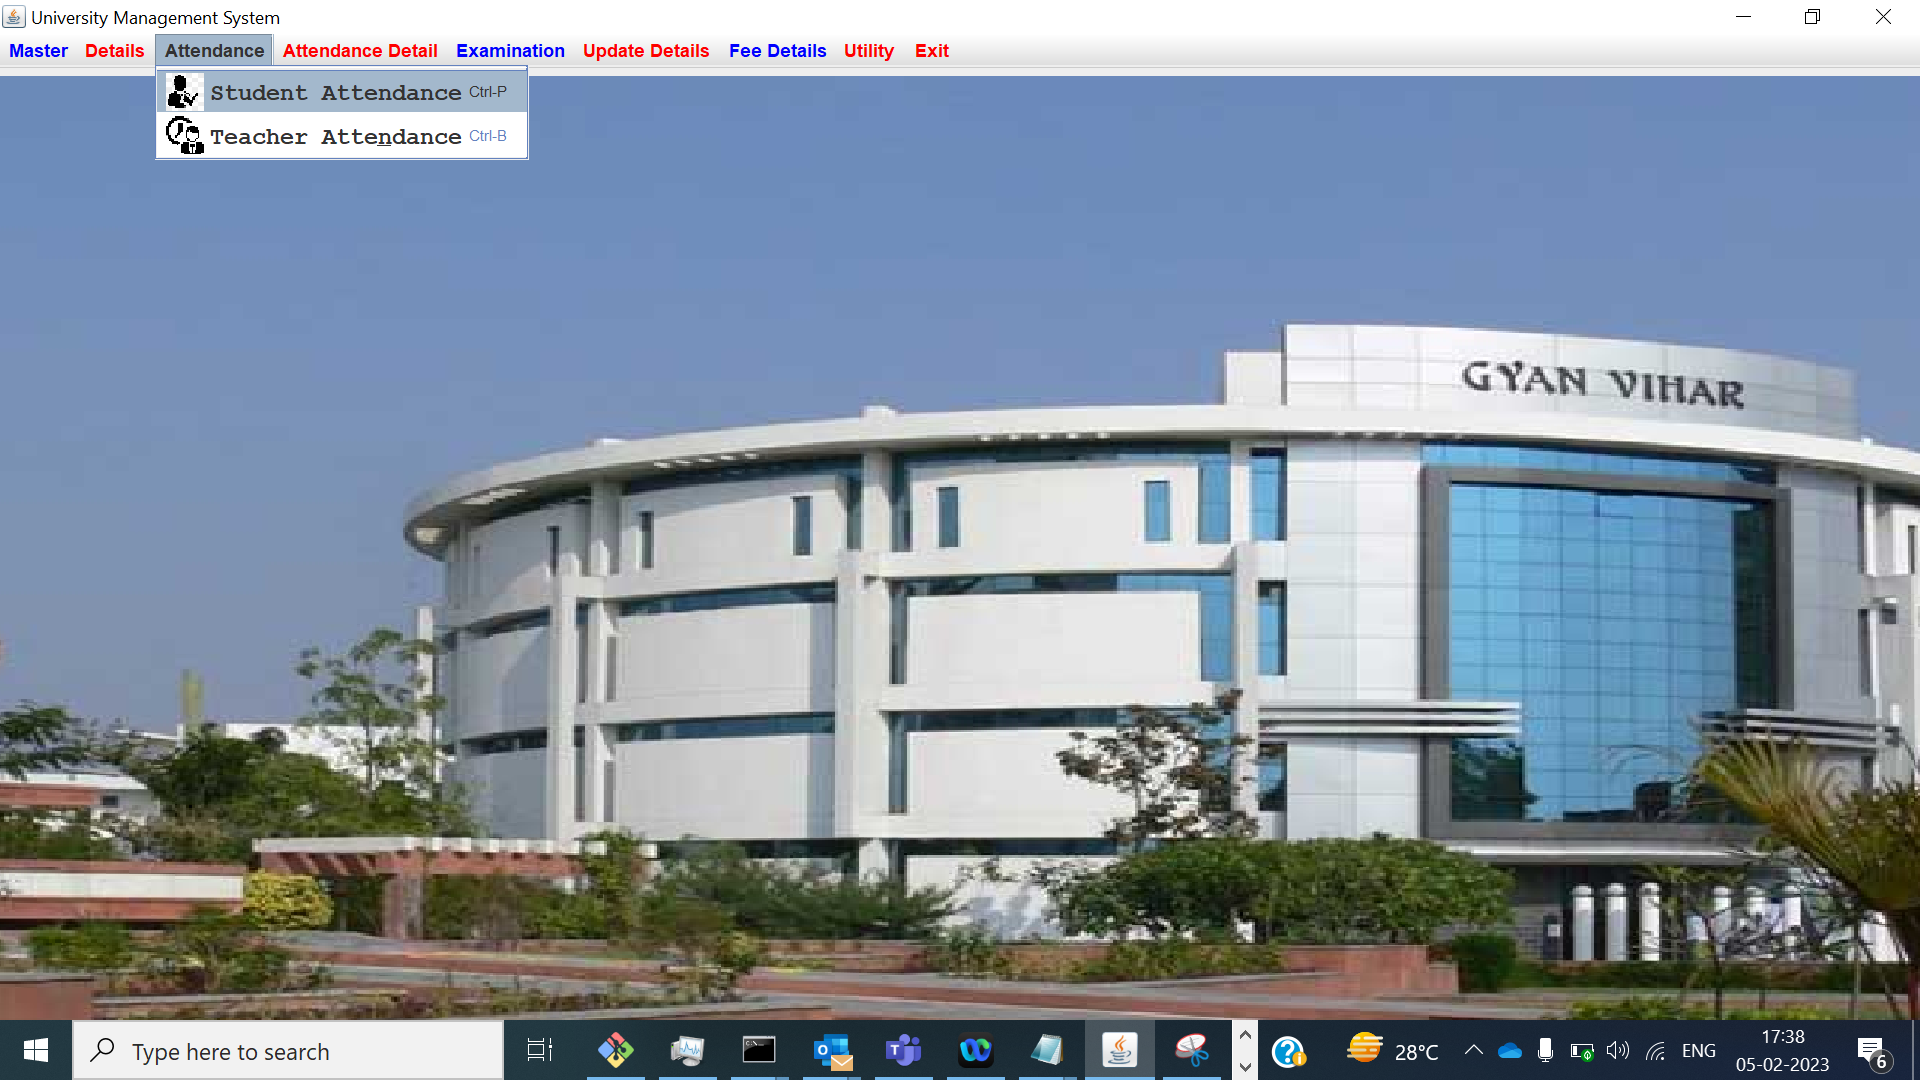 University Management System
Master Details Attendance Attendance Detail Examination Update Details Fee Details Utility Exit
Student Attendance Ctrl-P
Teacher Attendance Ctrl-B
GYAN VIHAR
Type here to search
28°C
ENG
17:38
05-02-2023
6